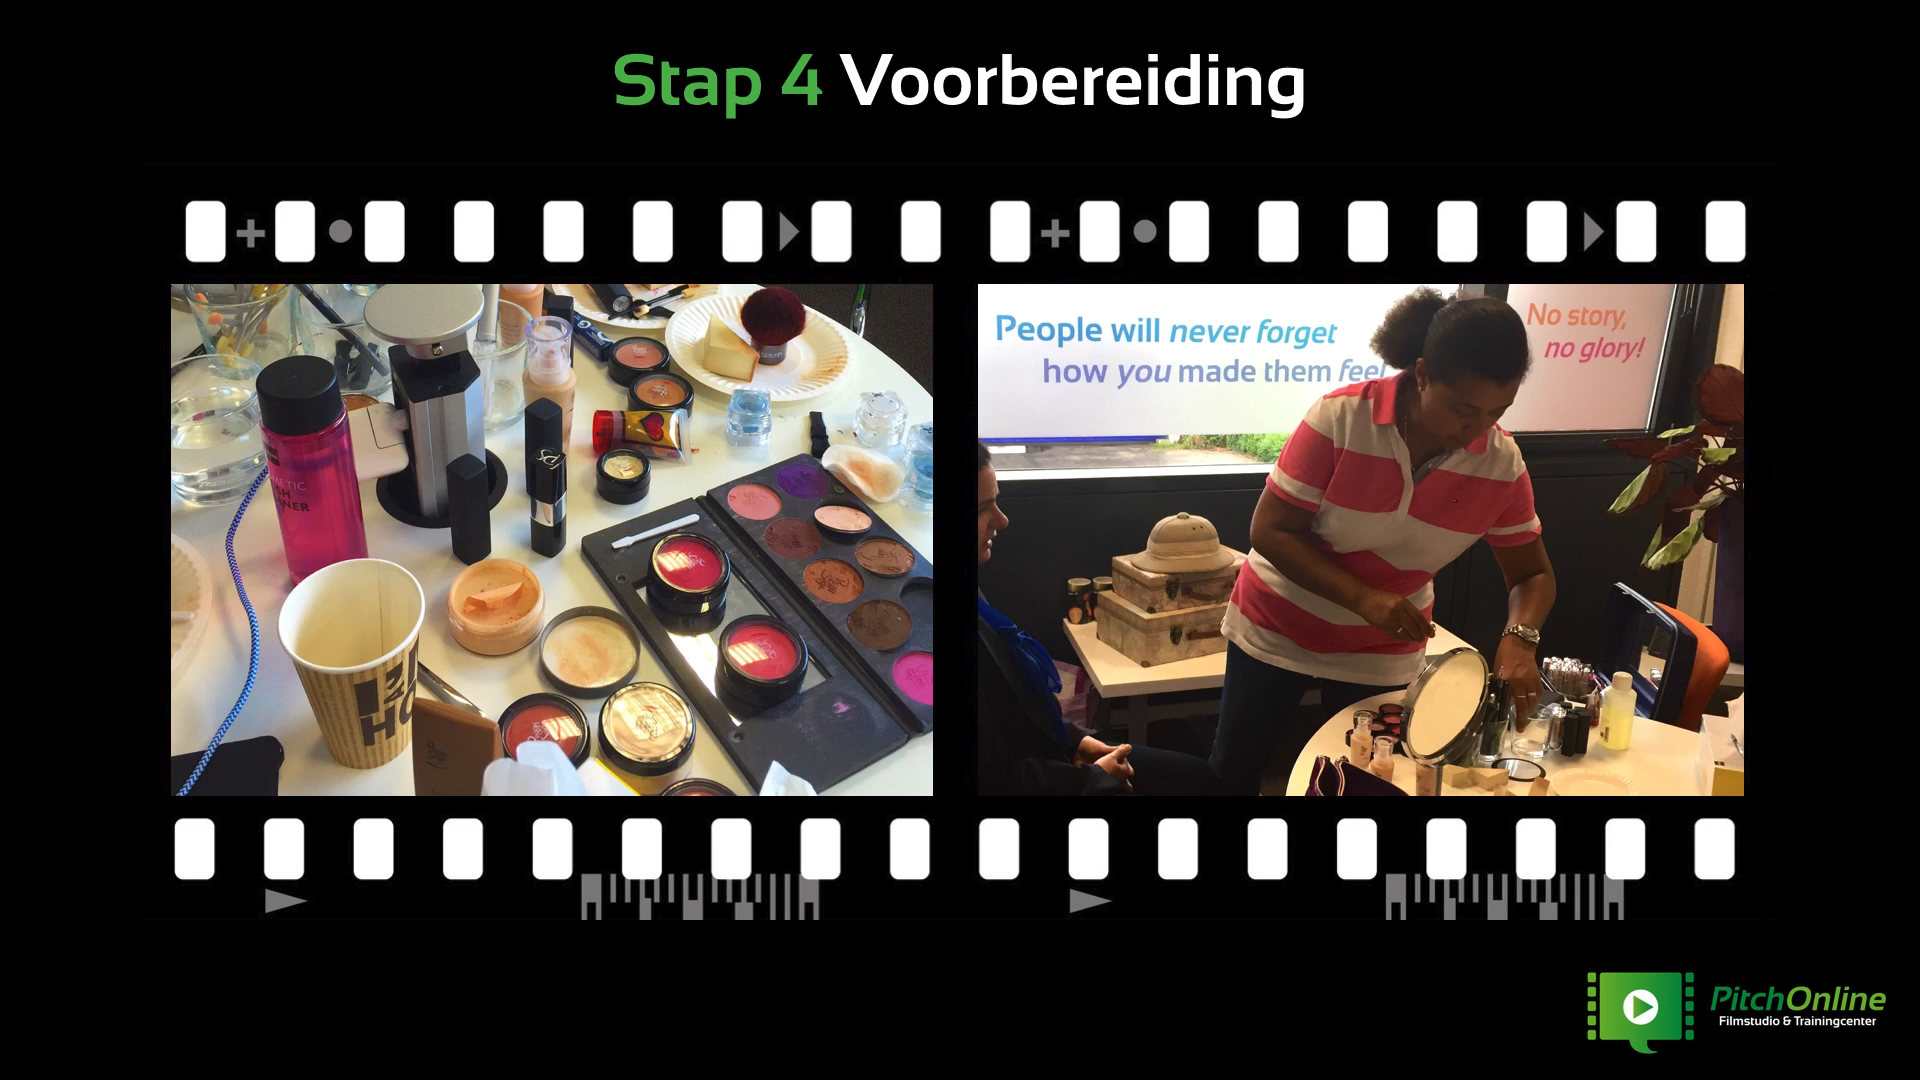 Stap 4 Voorbereiding
People will never forget
how you made them feel
No story,
no glory!
PitchOnline
Filmstudio & Trainingcenter